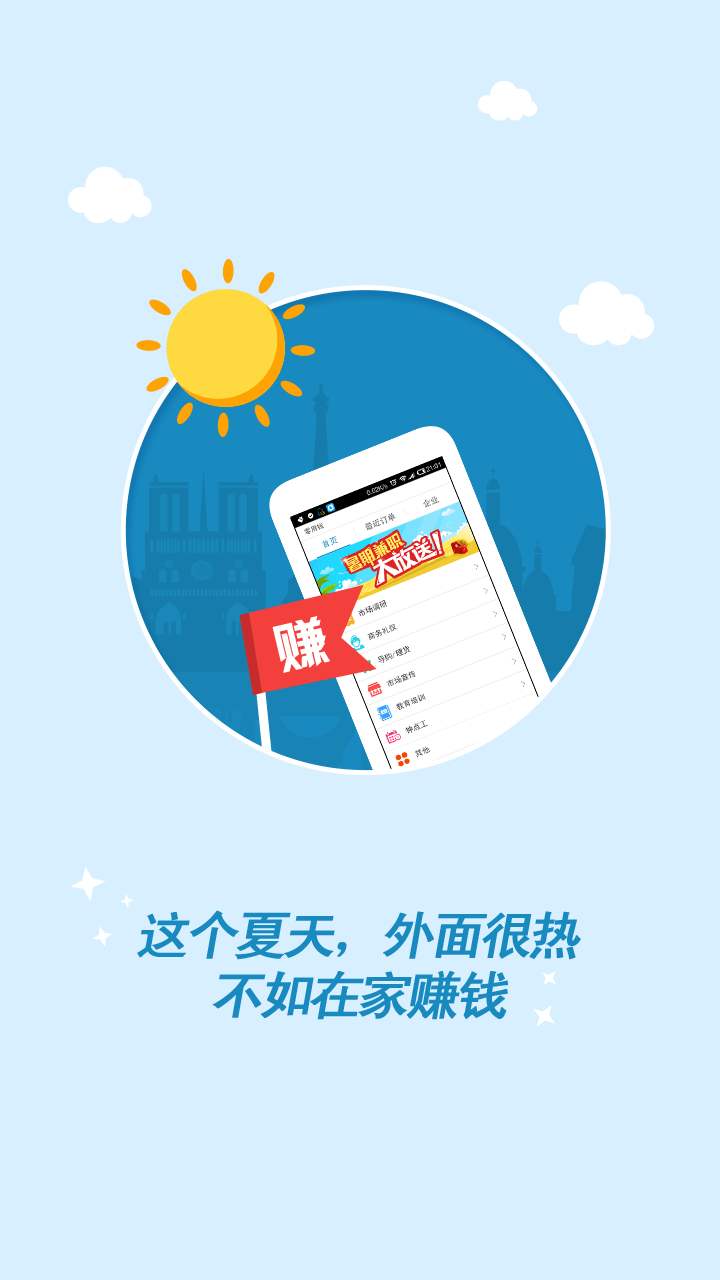 0.02K/s 21:01
零用钱
首页 最近订单 企业
暑期兼职
大放送!
市场调研
商务礼仪
导购/理货
市场宣传
教育培训
钟点工
其他
赚
这个夏天，外面很热
不如在家赚钱